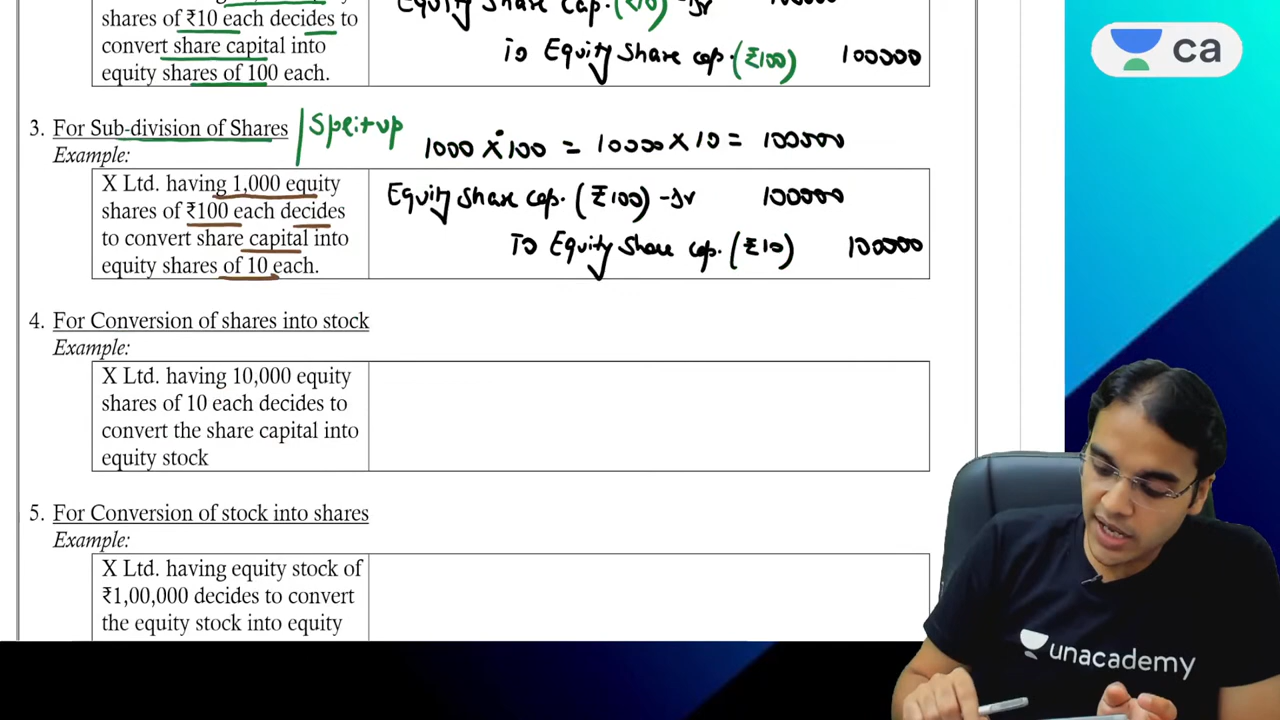 Equity Share Cap. (₹10) -Dr 100000
shares of ₹10 each decides to
convert share capital into
equity shares of 100 each.
To Equity Share cap. (₹100) 100000
ca
3. For Sub-division of Shares | Split up
Example:
1000 × 100 = 10000 × 10 = 100000
X Ltd. having 1,000 equity
shares of ₹100 each decides
to convert share capital into
equity shares of 10 each.
Equity Share cap. (₹100) -Dr 100000
To Equity Share cap. (₹10) 100000
4. For Conversion of shares into stock
Example:
X Ltd. having 10,000 equity
shares of 10 each decides to
convert the share capital into
equity stock
5. For Conversion of stock into shares
Example:
X Ltd. having equity stock of
₹1,00,000 decides to convert
the equity stock into equity
unacademy